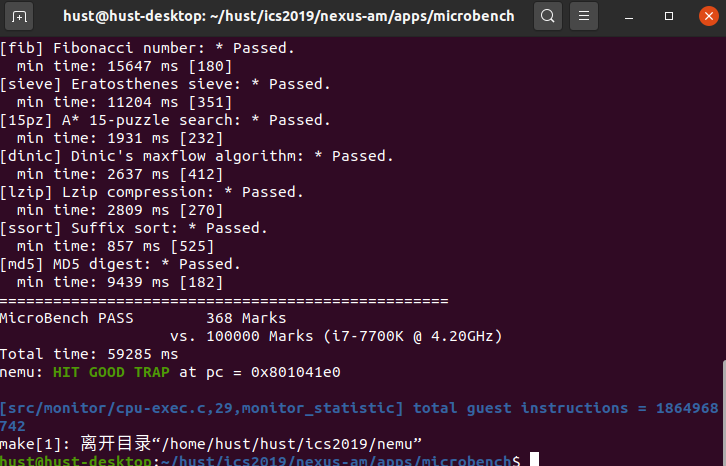 hust@hust-desktop: ~/hust/ics2019/nexus-am/apps/microbench
[fib] Fibonacci number: * Passed.
  min time: 15647 ms [180]
[sieve] Eratosthenes sieve: * Passed.
  min time: 11204 ms [351]
[15pz] A* 15-puzzle search: * Passed.
  min time: 1931 ms [232]
[dinic] Dinic's maxflow algorithm: * Passed.
  min time: 2637 ms [412]
[lzip] Lzip compression: * Passed.
  min time: 2809 ms [270]
[ssort] Suffix sort: * Passed.
  min time: 857 ms [525]
[md5] MD5 digest: * Passed.
  min time: 9439 ms [182]
==================================================
MicroBench PASS        368 Marks
                   vs. 100000 Marks (i7-7700K @ 4.20GHz)
Total time: 59285 ms
nemu: HIT GOOD TRAP at pc = 0x801041e0
[src/monitor/cpu-exec.c,29,monitor_statistic] total guest instructions = 1864968
742
make[1]: 离开目录“/home/hust/hust/ics2019/nemu”
hust@hust-desktop:~/hust/ics2019/nexus-am/apps/microbench$